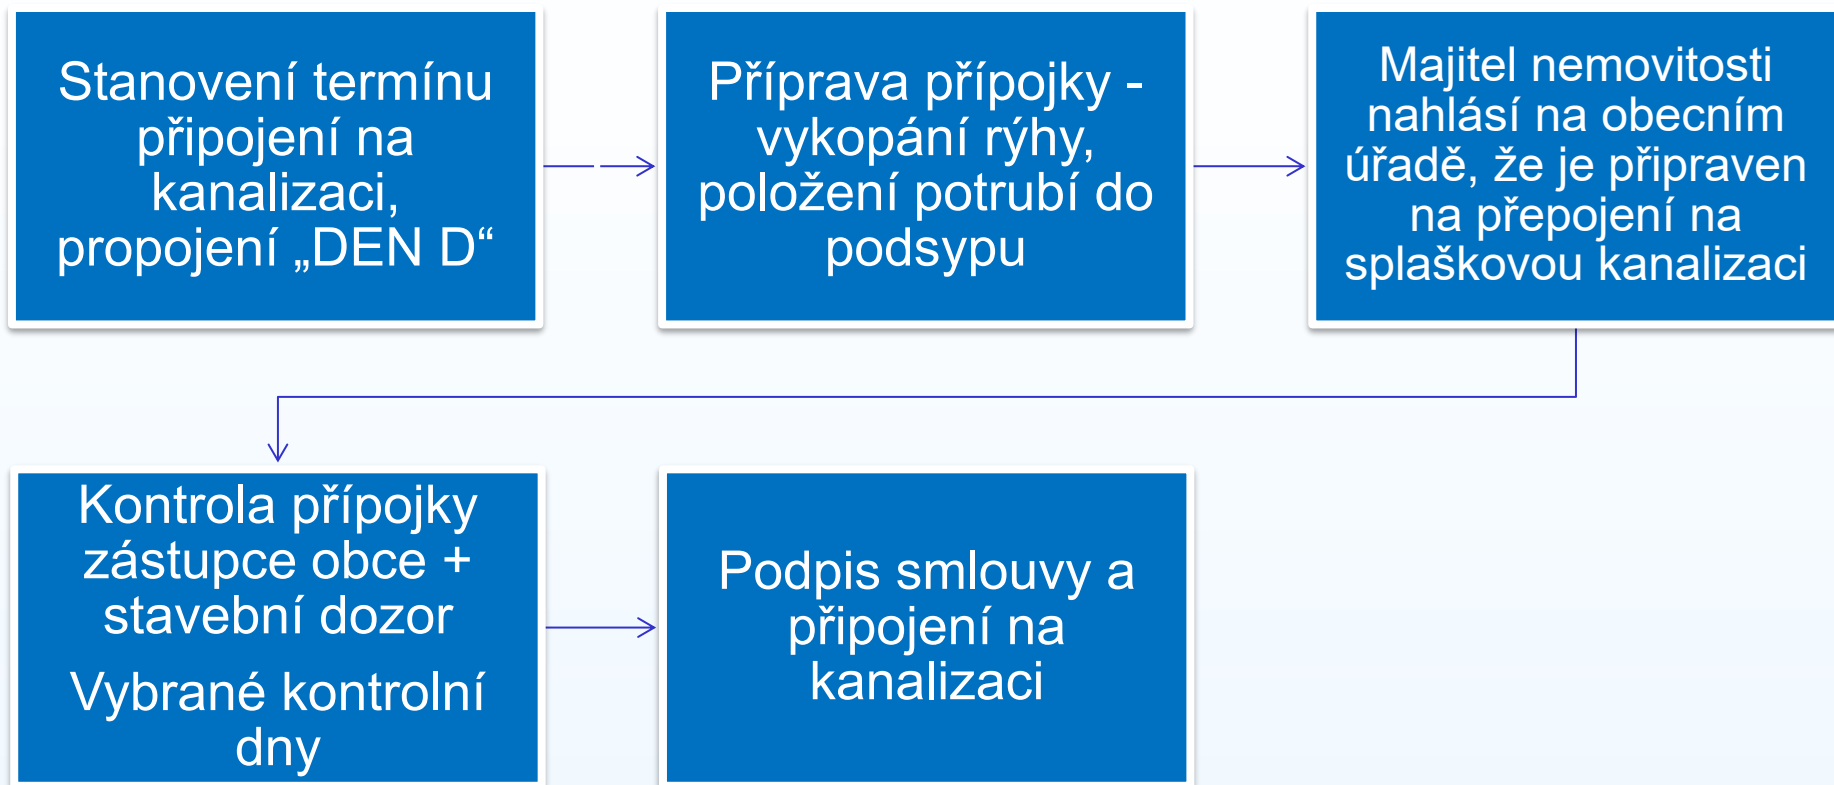 Stanovení termínu
připojení na
kanalizaci,
propojení „DEN D“
Příprava přípojky -
vykopání rýhy,
položení potrubí do
podsypu
Majitel nemovitosti
nahlásí na obecním
úřadě, že je připraven
na přepojení na
splaškovou kanalizaci
Kontrola přípojky
zástupce obce +
stavební dozor
Vybrané kontrolní
dny
Podpis smlouvy a
připojení na
kanalizaci